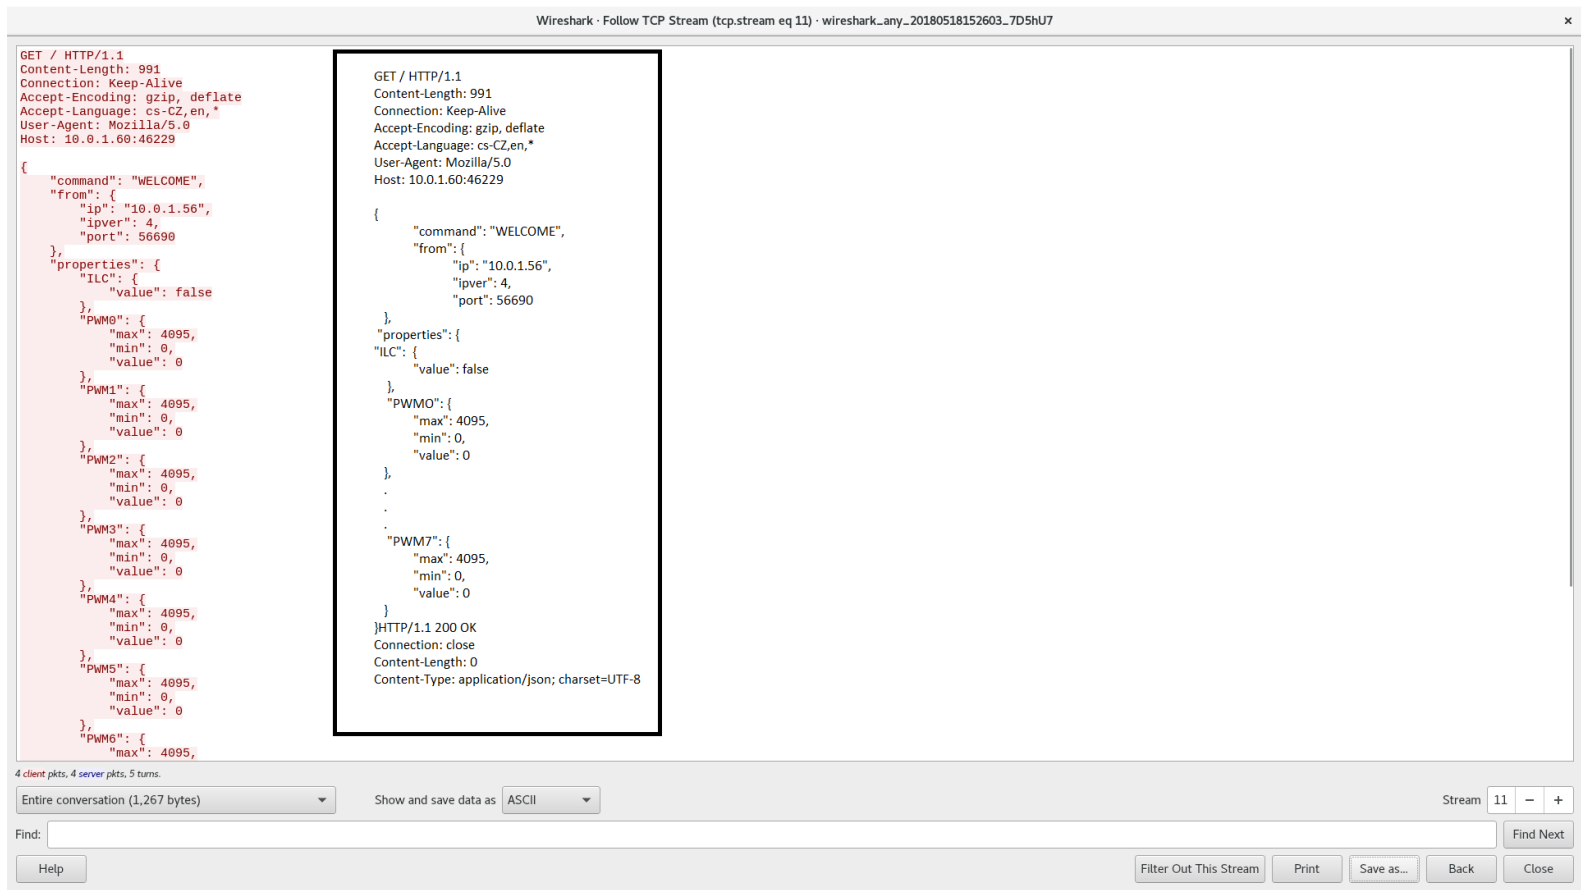 Wireshark · Follow TCP Stream (tcp.stream eq 11) · wireshark_any_20180518152603_7D5hU7
×
GET / HTTP/1.1
Content-Length: 991
Connection: Keep-Alive
Accept-Encoding: gzip, deflate
Accept-Language: cs-CZ,en,*
User-Agent: Mozilla/5.0
Host: 10.0.1.60:46229
{
"command": "WELCOME",
"from": {
"ip": "10.0.1.56",
"ipver": 4,
"port": 56690
},
"properties": {
"ILC": {
"value": false
},
"PWM0": {
"max": 4095,
"min": 0,
"value": 0
},
"PWM1": {
"max": 4095,
"min": 0,
"value": 0
},
"PWM2": {
"max": 4095,
"min": 0,
"value": 0
},
"PWM3": {
"max": 4095,
"min": 0,
"value": 0
},
"PWM4": {
"max": 4095,
"min": 0,
"value": 0
},
"PWM5": {
"max": 4095,
"min": 0,
"value": 0
},
"PWM6": {
"max": 4095,
GET / HTTP/1.1
Content-Length: 991
Connection: Keep-Alive
Accept-Encoding: gzip, deflate
Accept-Language: cs-CZ,en,*
User-Agent: Mozilla/5.0
Host: 10.0.1.60:46229
{
"command": "WELCOME",
"from": {
"ip": "10.0.1.56",
"ipver": 4,
"port": 56690
},
"properties": {
"ILC": {
"value": false
},
"PWMO": {
"max": 4095,
"min": 0,
"value": 0
},
.
.
.
"PWM7": {
"max": 4095,
"min": 0,
"value": 0
}
}HTTP/1.1 200 OK
Connection: close
Content-Length: 0
Content-Type: application/json; charset=UTF-8
4 client pkts, 4 server pkts, 5 turns.
Entire conversation (1,267 bytes)
Show and save data as ASCII
Stream 11 − +
Find:
Find Next
Help
Filter Out This Stream
Print
Save as...
Back
Close